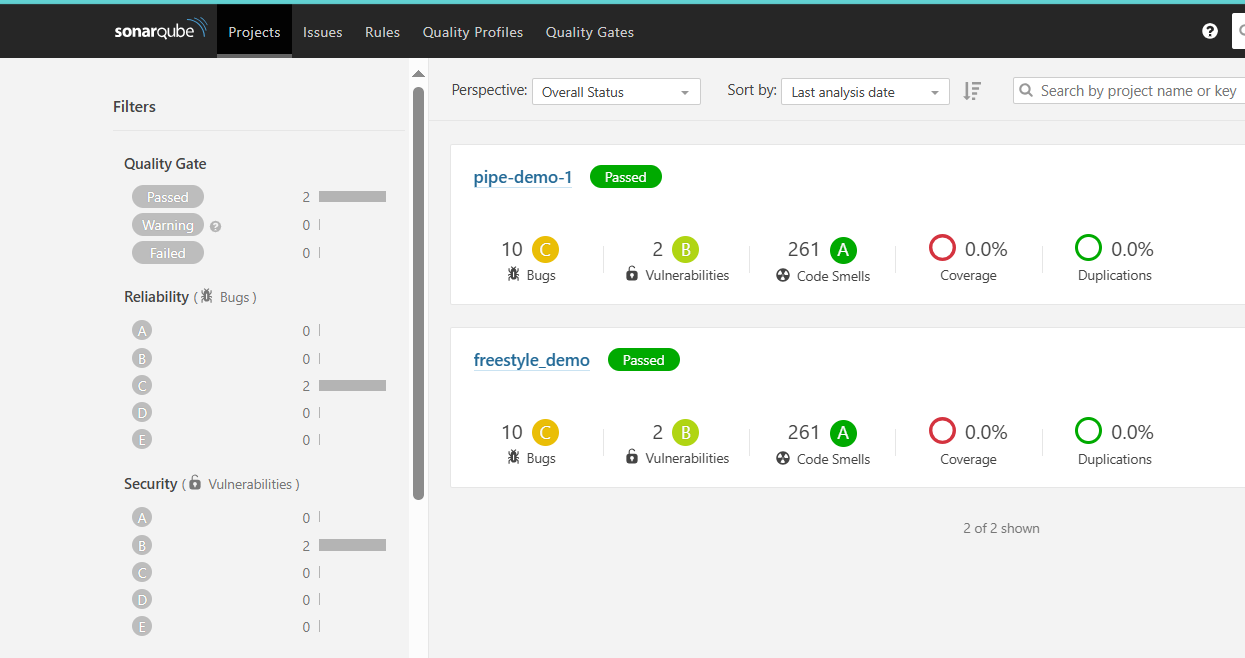 sonarqube Projects Issues Rules Quality Profiles Quality Gates ?
Filters
Quality Gate
Passed 2
Warning ? 0
Failed 0
Reliability ( Bugs )
A 0
B 0
C 2
D 0
E 0
Security ( Vulnerabilities )
A 0
B 2
C 0
D 0
E 0
Perspective: Overall Status Sort by: Last analysis date Search by project name or key
pipe-demo-1 Passed
10 C 2 B 261 A 0.0% 0.0%
Bugs Vulnerabilities Code Smells Coverage Duplications
freestyle_demo Passed
10 C 2 B 261 A 0.0% 0.0%
Bugs Vulnerabilities Code Smells Coverage Duplications
2 of 2 shown